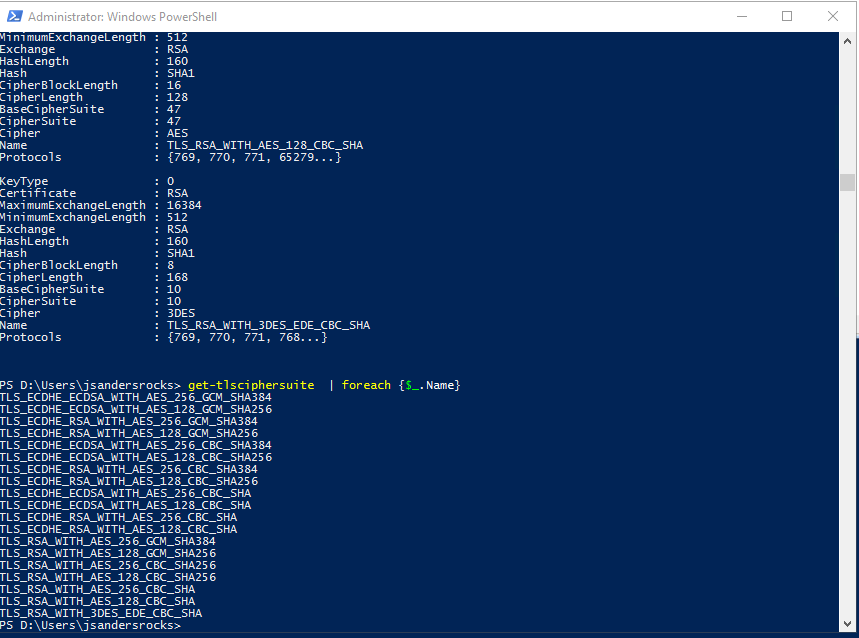 Administrator: Windows PowerShell
MinimumExchangeLength : 512
Exchange : RSA
HashLength : 160
Hash : SHA1
CipherBlockLength : 16
CipherLength : 128
BaseCipherSuite : 47
CipherSuite : 47
Cipher : AES
Name : TLS_RSA_WITH_AES_128_CBC_SHA
Protocols : {769, 770, 771, 65279...}
KeyType : 0
Certificate : RSA
MaximumExchangeLength : 16384
MinimumExchangeLength : 512
Exchange : RSA
HashLength : 160
Hash : SHA1
CipherBlockLength : 8
CipherLength : 168
BaseCipherSuite : 10
CipherSuite : 10
Cipher : 3DES
Name : TLS_RSA_WITH_3DES_EDE_CBC_SHA
Protocols : {769, 770, 771, 768...}
PS D:\Users\jsandersrocks> get-tlsciphersuite | foreach {$_.Name}
TLS_ECDHE_ECDSA_WITH_AES_256_GCM_SHA384
TLS_ECDHE_ECDSA_WITH_AES_128_GCM_SHA256
TLS_ECDHE_RSA_WITH_AES_256_GCM_SHA384
TLS_ECDHE_RSA_WITH_AES_128_GCM_SHA256
TLS_ECDHE_ECDSA_WITH_AES_256_CBC_SHA384
TLS_ECDHE_ECDSA_WITH_AES_128_CBC_SHA256
TLS_ECDHE_RSA_WITH_AES_256_CBC_SHA384
TLS_ECDHE_RSA_WITH_AES_128_CBC_SHA256
TLS_ECDHE_ECDSA_WITH_AES_256_CBC_SHA
TLS_ECDHE_ECDSA_WITH_AES_128_CBC_SHA
TLS_ECDHE_RSA_WITH_AES_256_CBC_SHA
TLS_ECDHE_RSA_WITH_AES_128_CBC_SHA
TLS_RSA_WITH_AES_256_GCM_SHA384
TLS_RSA_WITH_AES_128_GCM_SHA256
TLS_RSA_WITH_AES_256_CBC_SHA256
TLS_RSA_WITH_AES_128_CBC_SHA256
TLS_RSA_WITH_AES_256_CBC_SHA
TLS_RSA_WITH_AES_128_CBC_SHA
TLS_RSA_WITH_3DES_EDE_CBC_SHA
PS D:\Users\jsandersrocks>